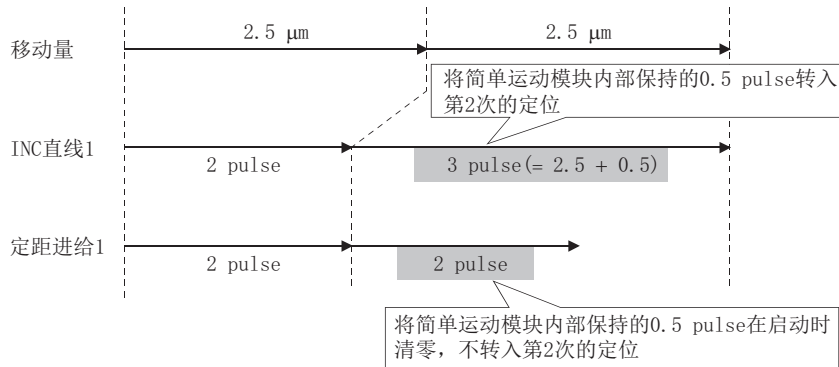 2.5 μm 2.5 μm
移动量
将简单运动模块内部保持的0.5 pulse转入
第2次的定位
INC直线1
2 pulse 3 pulse(= 2.5 + 0.5)
定距进给1
2 pulse 2 pulse
将简单运动模块内部保持的0.5 pulse在启动时
清零，不转入第2次的定位